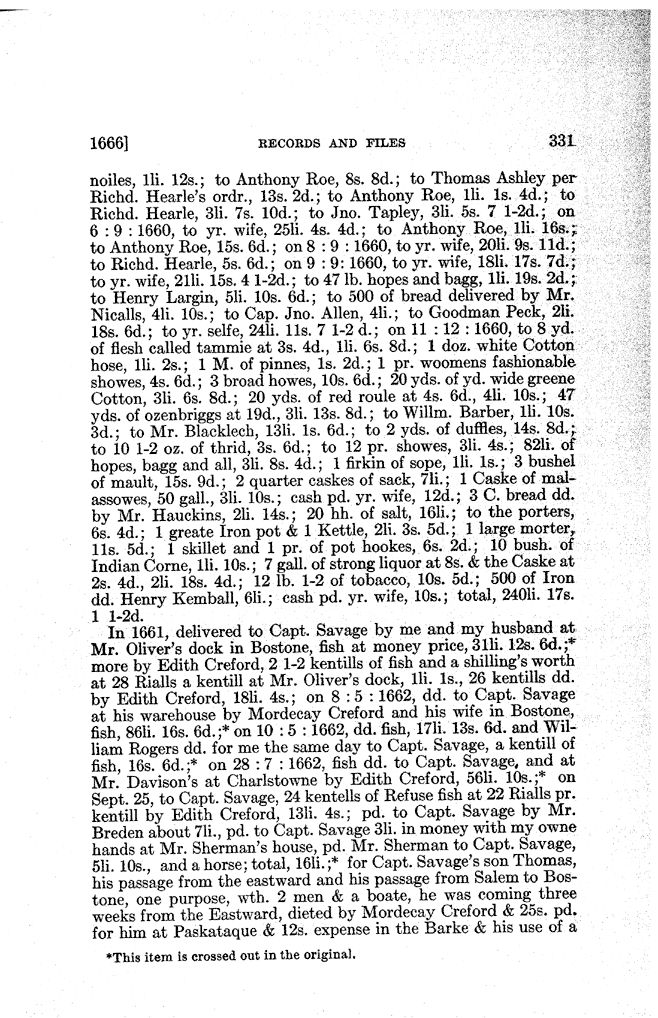 1666] RECORDS AND FILES 331
noiles, 1li. 12s.; to Anthony Roe, 8s. 8d.; to Thomas Ashley per
Richd. Hearle's ordr., 13s. 2d.; to Anthony Roe, 1li. 1s. 4d.; to
Richd. Hearle, 3li. 7s. 10d.; to Jno. Tapley, 3li. 5s. 7 1-2d.; on
6 : 9 : 1660, to yr. wife, 25li. 4s. 4d.; to Anthony Roe, 1li. 16s.;
to Anthony Roe, 15s. 6d.; on 8 : 9 : 1660, to yr. wife, 20li. 9s. 11d.;
to Richd. Hearle, 5s. 6d.; on 9 : 9: 1660, to yr. wife, 18li. 17s. 7d.;
to yr. wife, 21li. 15s. 4 1-2d.; to 47 lb. hopes and bagg, 1li. 19s. 2d.;
to Henry Largin, 5li. 10s. 6d.; to 500 of bread delivered by Mr.
Nicalls, 4li. 10s.; to Cap. Jno. Allen, 4li.; to Goodman Peck, 2li.
18s. 6d.; to yr. selfe, 24li. 11s. 7 1-2 d.; on 11 : 12 : 1660, to 8 yd.
of flesh called tammie at 3s. 4d., 1li. 6s. 8d.; 1 doz. white Cotton
hose, 1li. 2s.; 1 M. of pinnes, 1s. 2d.; 1 pr. woomens fashionable
showes, 4s. 6d.; 3 broad howes, 10s. 6d.; 20 yds. of yd. wide greene
Cotton, 3li. 6s. 8d.; 20 yds. of red roule at 4s. 6d., 4li. 10s.; 47
yds. of ozenbriggs at 19d., 3li. 13s. 8d.; to Willm. Barber, 1li. 10s.
3d.; to Mr. Blacklech, 13li. 1s. 6d.; to 2 yds. of duffles, 14s. 8d.;
to 10 1-2 oz. of thrid, 3s. 6d.; to 12 pr. showes, 3li. 4s.; 82li. of
hopes, bagg and all, 3li. 8s. 4d.; 1 firkin of sope, 1li. 1s.; 3 bushel
of mault, 15s. 9d.; 2 quarter caskes of sack, 7li.; 1 Caske of mal-
assowes, 50 gall., 3li. 10s.; cash pd. yr. wife, 12d.; 3 C. bread dd.
by Mr. Hauckins, 2li. 14s.; 20 hh. of salt, 16li.; to the porters,
6s. 4d.; 1 greate Iron pot & 1 Kettle, 2li. 3s. 5d.; 1 large morter,
11s. 5d.; 1 skillet and 1 pr. of pot hookes, 6s. 2d.; 10 bush. of
Indian Corne, 1li. 10s.; 7 gall. of strong liquor at 8s. & the Caske at
2s. 4d., 2li. 18s. 4d.; 12 lb. 1-2 of tobacco, 10s. 5d.; 500 of Iron
dd. Henry Kemball, 6li.; cash pd. yr. wife, 10s.; total, 240li. 17s.
1 1-2d.
In 1661, delivered to Capt. Savage by me and my husband at
Mr. Oliver's dock in Bostone, fish at money price, 31li. 12s. 6d.;*
more by Edith Creford, 2 1-2 kentills of fish and a shilling's worth
at 28 Rialls a kentill at Mr. Oliver's dock, 1li. 1s., 26 kentills dd.
by Edith Creford, 18li. 4s.; on 8 : 5 : 1662, dd. to Capt. Savage
at his warehouse by Mordecay Creford and his wife in Bostone,
fish, 86li. 16s. 6d.;* on 10 : 5 : 1662, dd. fish, 17li. 13s. 6d. and Wil-
liam Rogers dd. for me the same day to Capt. Savage, a kentill of
fish, 16s. 6d.;* on 28 : 7 : 1662, fish dd. to Capt. Savage, and at
Mr. Davison's at Charlstowne by Edith Creford, 56li. 10s.;* on
Sept. 25, to Capt. Savage, 24 kentells of Refuse fish at 22 Rialls pr.
kentill by Edith Creford, 13li. 4s.; pd. to Capt. Savage by Mr.
Breden about 7li., pd. to Capt. Savage 3li. in money with my owne
hands at Mr. Sherman's house, pd. Mr. Sherman to Capt. Savage,
5li. 10s., and a horse; total, 16li.;* for Capt. Savage's son Thomas,
his passage from the eastward and his passage from Salem to Bos-
tone, one purpose, wth. 2 men & a boate, he was coming three
weeks from the Eastward, dieted by Mordecay Creford & 25s. pd.
for him at Paskataque & 12s. expense in the Barke & his use of a
*This item is crossed out in the original.